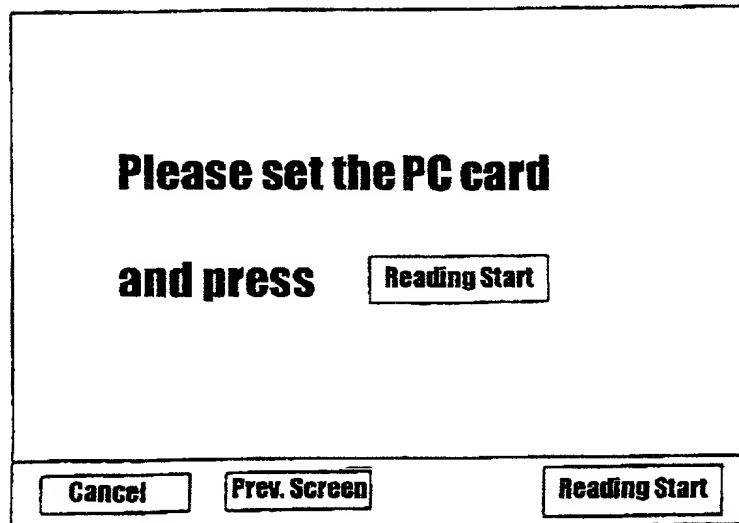 Please set the PC card
and press Reading Start
Cancel Prev. Screen Reading Start